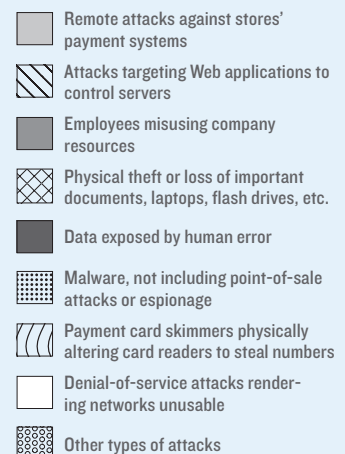 Remote attacks against stores’
payment systems
Attacks targeting Web applications to
control servers
Employees misusing company
resources
Physical theft or loss of important
documents, laptops, flash drives, etc.
Data exposed by human error
Malware, not including point-of-sale
attacks or espionage
Payment card skimmers physically
altering card readers to steal numbers
Denial-of-service attacks render-
ing networks unusable
Other types of attacks